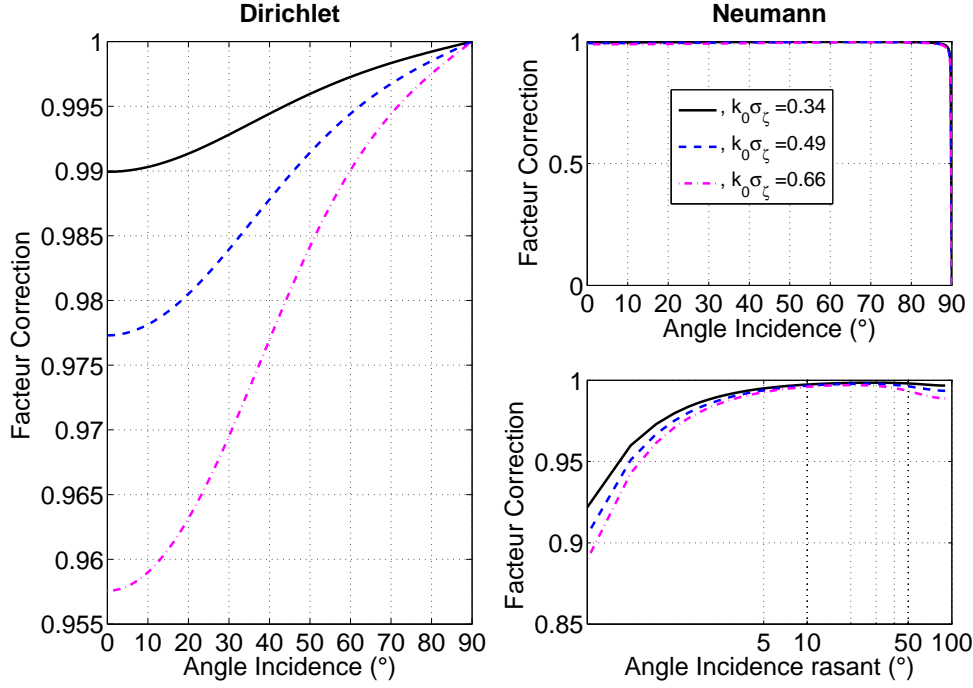 Dirichlet
Facteur Correction
1
0.995
0.99
0.985
0.98
0.975
0.97
0.965
0.96
0.955
0 10 20 30 40 50 60 70 80 90
Angle Incidence (°)
Neumann
Facteur Correction
1
0.5
0
, k0σζ =0.34
, k0σζ =0.49
, k0σζ =0.66
0 10 20 30 40 50 60 70 80 90
Angle Incidence (°)
Facteur Correction
1
0.95
0.9
0.85
5 10 50 100
Angle Incidence rasant (°)